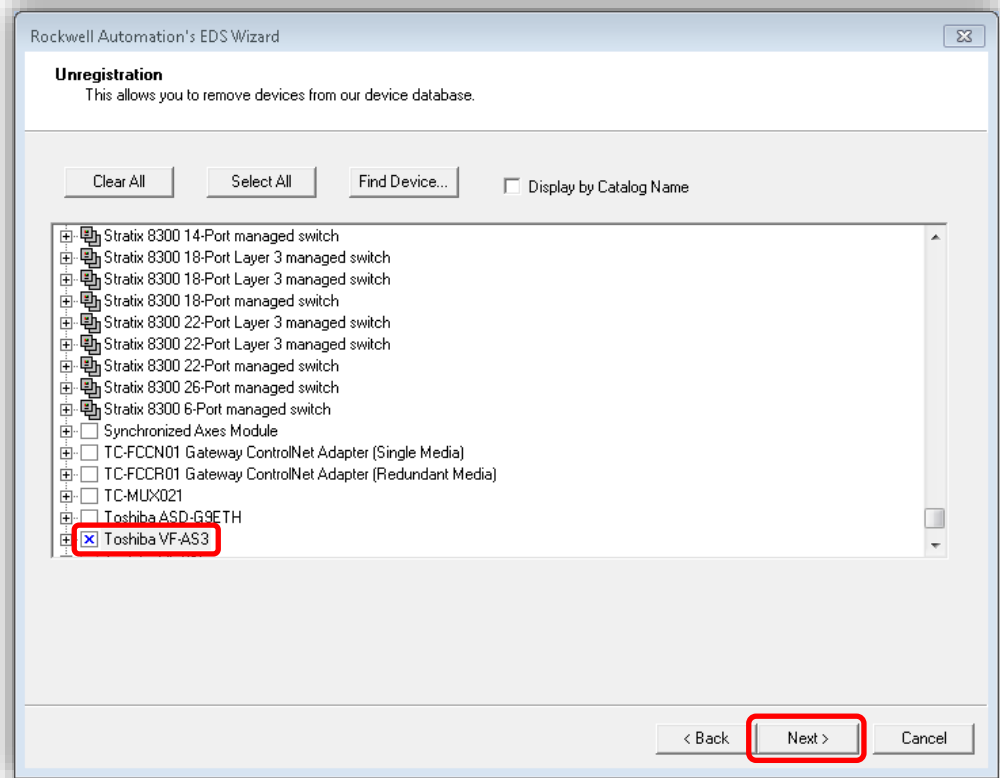 Rockwell Automation's EDS Wizard
Unregistration
This allows you to remove devices from our device database.
Clear All Select All Find Device... Display by Catalog Name
Stratix 8300 14-Port managed switch
Stratix 8300 18-Port Layer 3 managed switch
Stratix 8300 18-Port Layer 3 managed switch
Stratix 8300 18-Port managed switch
Stratix 8300 22-Port Layer 3 managed switch
Stratix 8300 22-Port Layer 3 managed switch
Stratix 8300 22-Port managed switch
Stratix 8300 26-Port managed switch
Stratix 8300 6-Port managed switch
Synchronized Axes Module
TC-FCCN01 Gateway ControlNet Adapter (Single Media)
TC-FCCR01 Gateway ControlNet Adapter (Redundant Media)
TC-MUX021
Toshiba ASD-G9ETH
Toshiba VF-AS3
< Back Next > Cancel